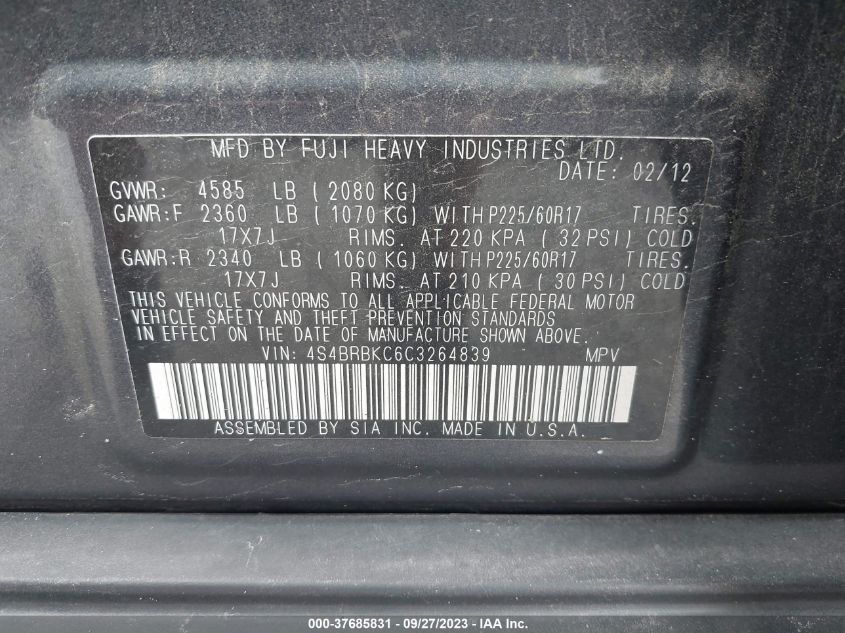 MFD BY FUJI HEAVY INDUSTRIES LTD.
DATE: 02/12
GVWR: 4585 LB ( 2080 KG)
GAWR:F 2360 LB ( 1070 KG) WITH P225/60R17 TIRES.
17X7J RIMS. AT 220 KPA ( 32 PSI) COLD
GAWR:R 2340 LB ( 1060 KG) WITH P225/60R17 TIRES.
17X7J RIMS. AT 210 KPA ( 30 PSI) COLD
THIS VEHICLE CONFORMS TO ALL APPLICABLE FEDERAL MOTOR
VEHICLE SAFETY AND THEFT PREVENTION STANDARDS
IN EFFECT ON THE DATE OF MANUFACTURE SHOWN ABOVE.
VIN: 4S4BRBKC6C3264839 MPV
ASSEMBLED BY SIA INC. MADE IN U.S.A.
000-37685831 - 09/27/2023 - IAA Inc.